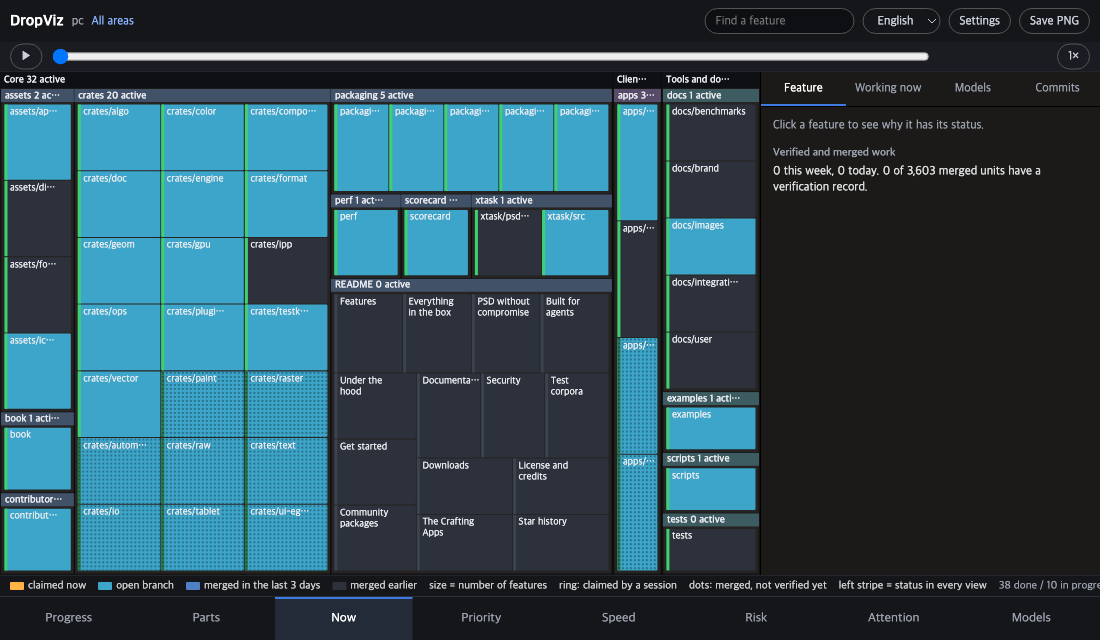 DropViz pc All areas
Find a feature
English
Settings
Save PNG
1×
Core 32 active
Clien…
Tools and do…
assets 2 ac…
crates 20 active
packaging 5 active
apps 3…
docs 1 active
assets/ap…
assets/di…
assets/fo…
assets/ic…
book 1 acti…
book
contributor…
contribut…
crates/algo
crates/color
crates/compo…
crates/doc
crates/engine
crates/format
crates/geom
crates/gpu
crates/ipp
crates/ops
crates/plugi…
crates/testk…
crates/vector
crates/paint
crates/raster
crates/autom…
crates/raw
crates/text
crates/io
crates/tablet
crates/ui-eg…
packagi…
packagi…
packagi…
packagi…
packagi…
perf 1 act…
scorecard …
xtask 1 active
perf
scorecard
xtask/psd…
xtask/src
README 0 active
Features
Everything
in the box
PSD without
compromise
Built for
agents
Under the
hood
Documenta…
Security
Test
corpora
Get started
Downloads
License and
credits
Community
packages
The Crafting
Apps
Star history
apps/…
apps/…
apps/…
apps/…
docs/benchmarks
docs/brand
docs/images
docs/integrati…
docs/user
examples 1 acti…
examples
scripts 1 active
scripts
tests 0 active
tests
Feature
Working now
Models
Commits
Click a feature to see why it has its status.
Verified and merged work
0 this week, 0 today. 0 of 3,603 merged units have a
verification record.
claimed now
open branch
merged in the last 3 days
merged earlier
size = number of features
ring: claimed by a session
dots: merged, not verified yet
left stripe = status in every view
38 done / 10 in progre
Progress
Parts
Now
Priority
Speed
Risk
Attention
Models